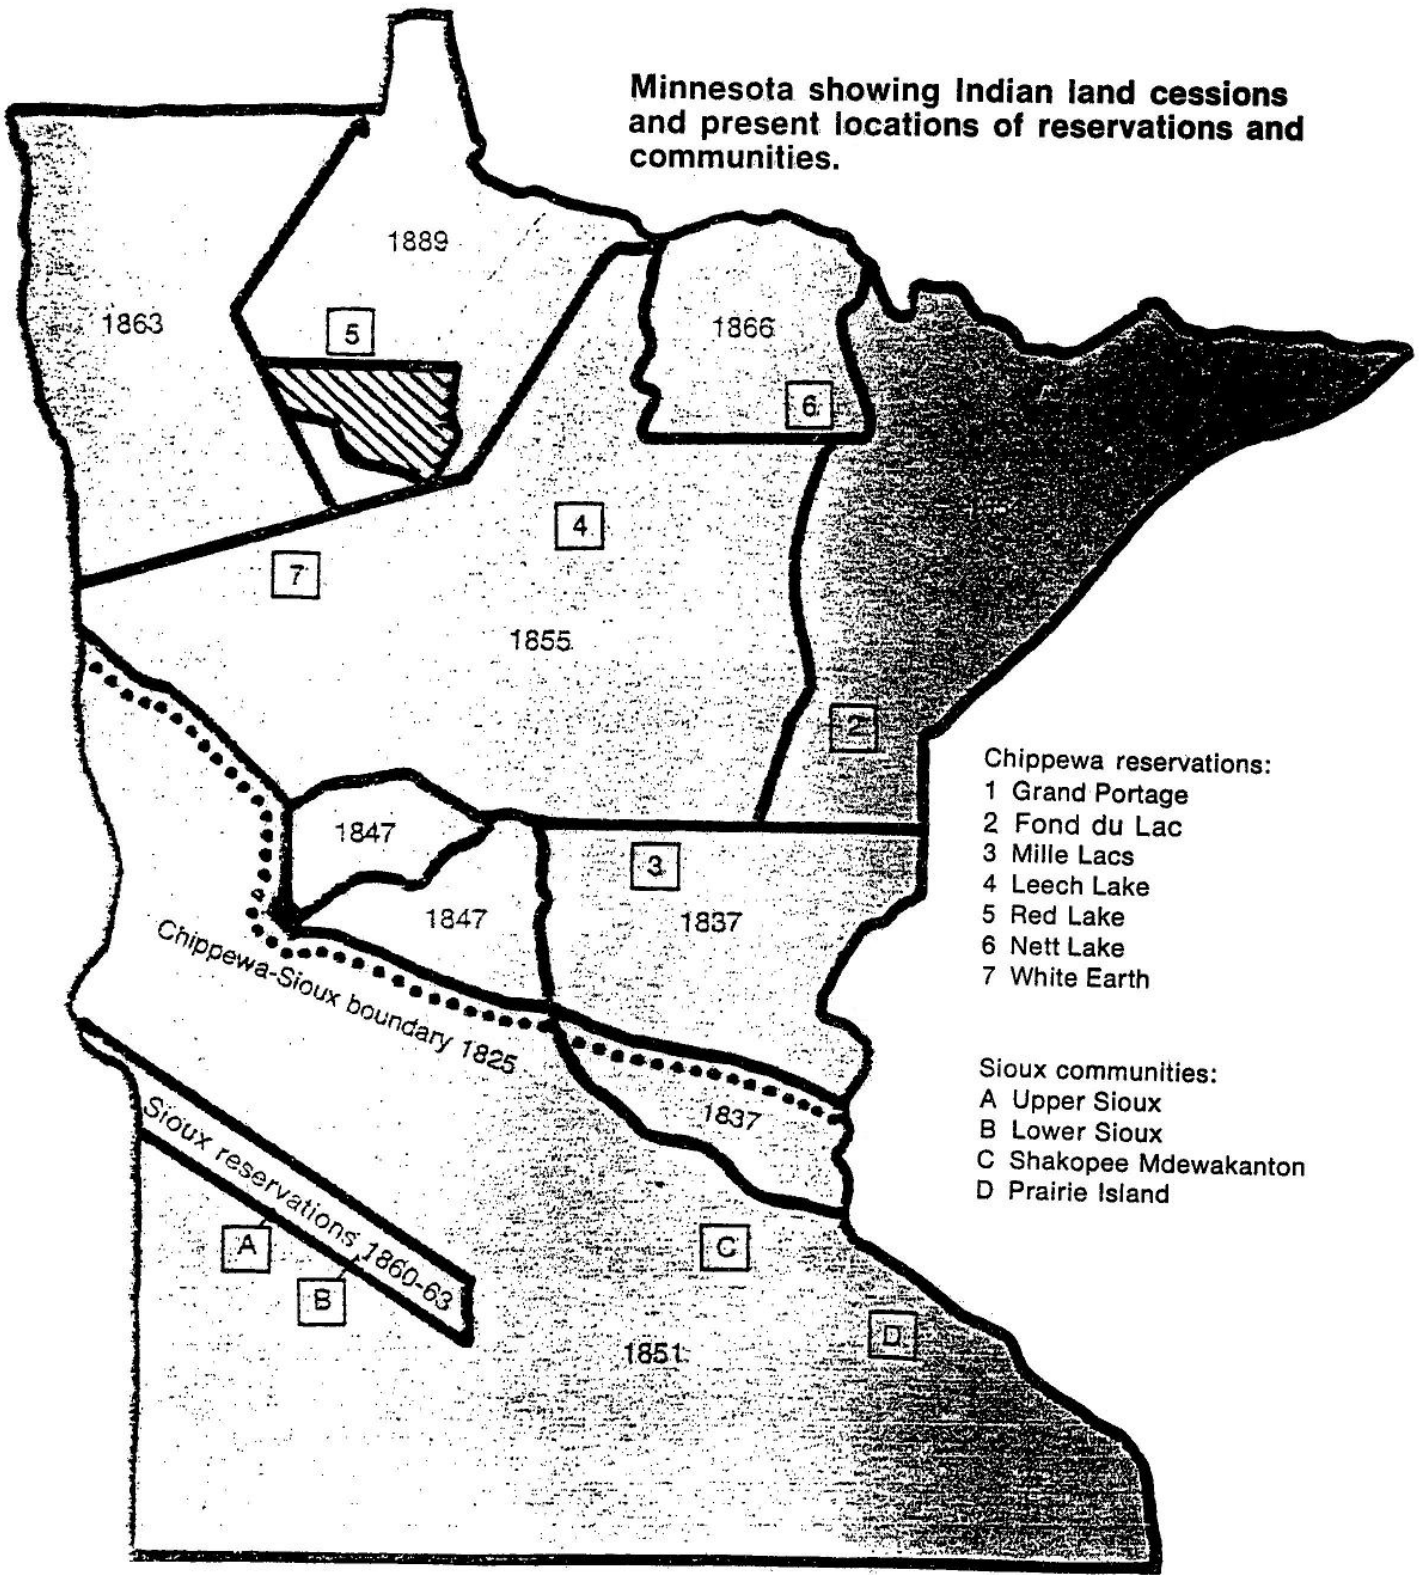 Minnesota showing Indian land cessions
and present locations of reservations and
communities.
1889
1863
5
1866
6
4
7
1855
2
1847
3
1847
1837
Chippewa-Sioux boundary 1825
1837
Sioux reservations 1860-63
A
B
C
D
1851
Chippewa reservations:
1 Grand Portage
2 Fond du Lac
3 Mille Lacs
4 Leech Lake
5 Red Lake
6 Nett Lake
7 White Earth
Sioux communities:
A Upper Sioux
B Lower Sioux
C Shakopee Mdewakanton
D Prairie Island